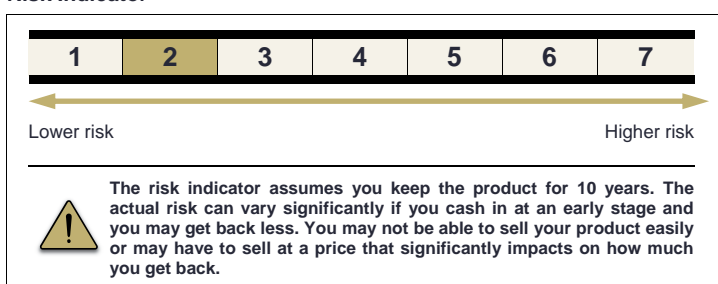 Risk Indicator
1 2 3 4 5 6 7
Lower risk Higher risk
The risk indicator assumes you keep the product for 10 years. The
actual risk can vary significantly if you cash in at an early stage and
you may get back less. You may not be able to sell your product easily
or may have to sell at a price that significantly impacts on how much
you get back.